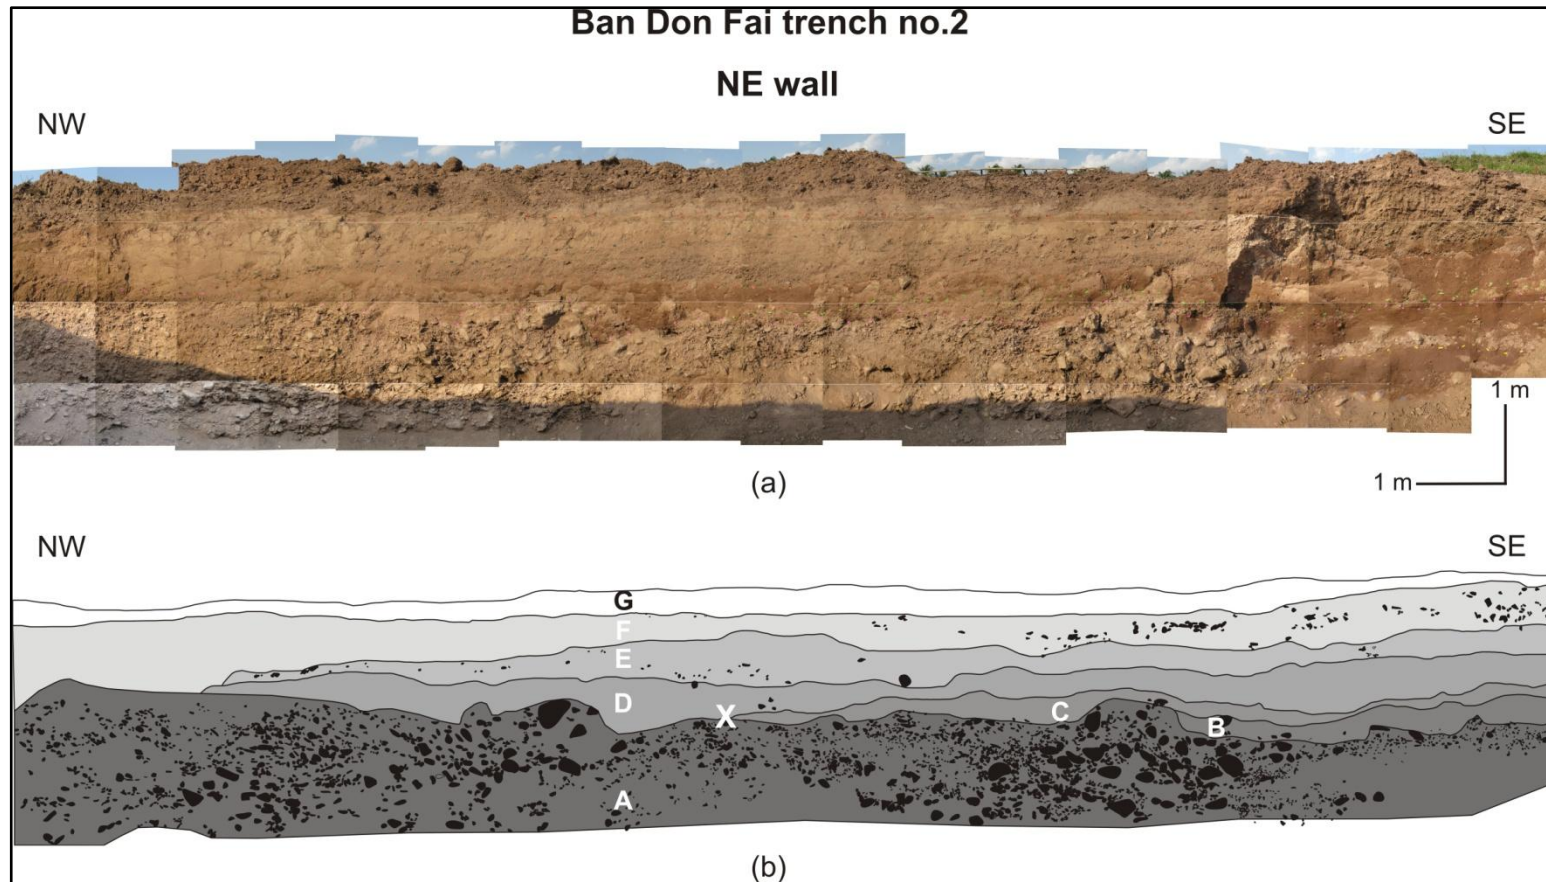 Ban Don Fai trench no.2
NE wall
NW
SE
1 m
1 m
(a)
NW
SE
G
F
E
D
X
C
B
A
(b)